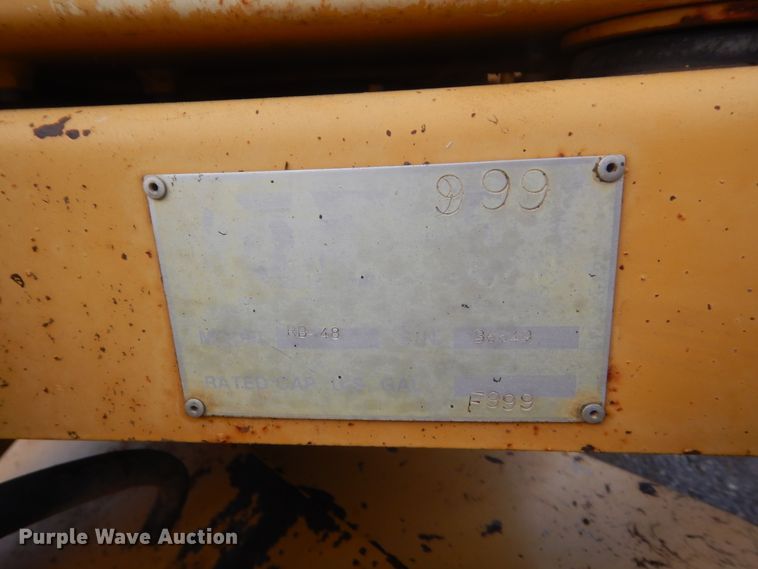 999
MODEL RB-48 S/N
RATED CAP. U.S. GAL.
F999
Purple Wave Auction